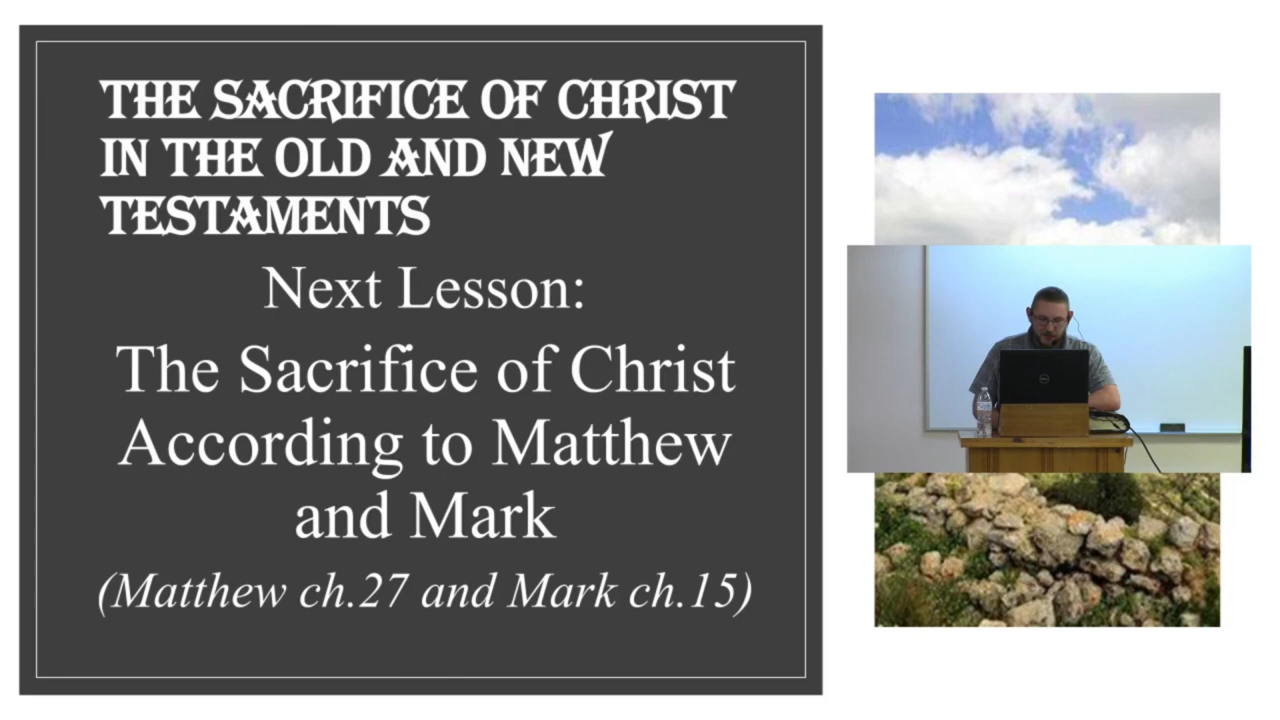 THE SACRIFICE OF CHRIST
IN THE OLD AND NEW
TESTAMENTS
Next Lesson:
The Sacrifice of Christ
According to Matthew
and Mark
(Matthew ch.27 and Mark ch.15)